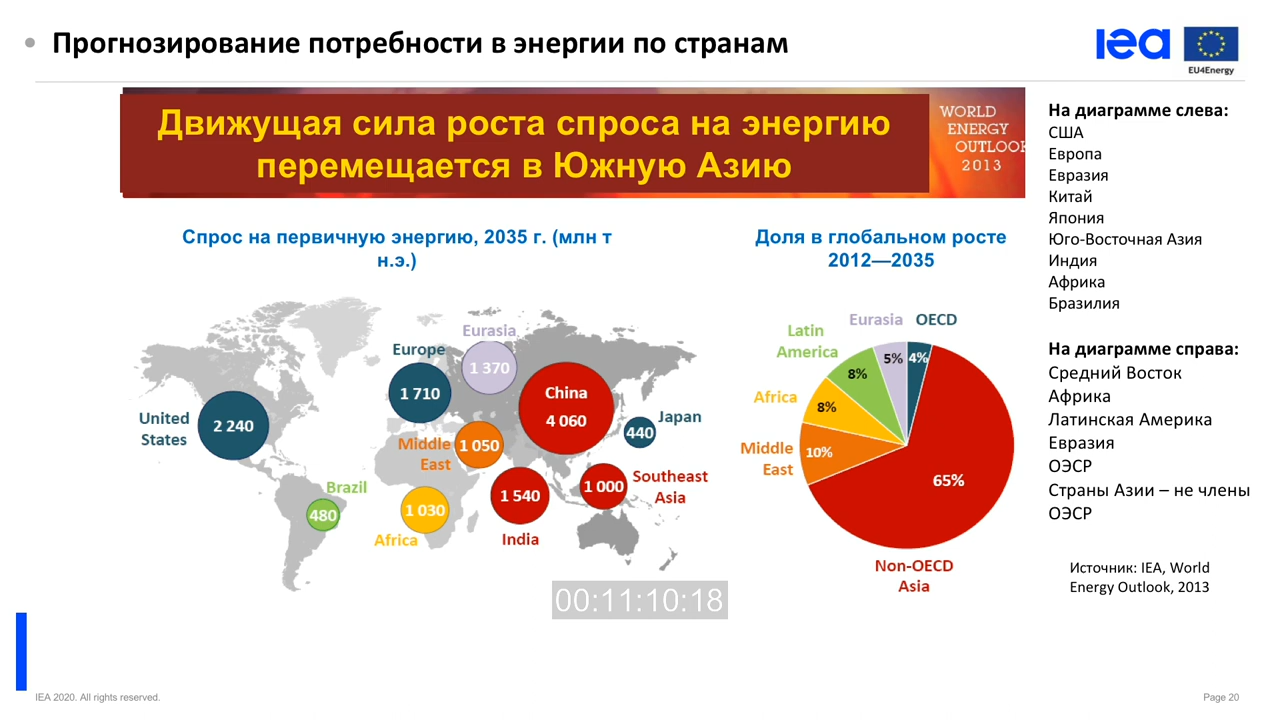 Прогнозирование потребности в энергии по странам
iea
EU4Energy
Движущая сила роста спроса на энергию
перемещается в Южную Азию
WORLD
ENERGY
OUTLOOK
2013
Спрос на первичную энергию, 2035 г. (млн т
н.э.)
Eurasia
1 370
Europe
1 710
China
4 060
United
States
2 240
Japan
440
Middle
East
1 050
Southeast
Asia
1 000
1 540
India
Brazil
480
1 030
Africa
Доля в глобальном росте
2012—2035
Eurasia
OECD
Latin
America
5%
4%
8%
Africa
8%
Middle
East
10%
65%
Non-OECD
Asia
На диаграмме слева:
США
Европа
Евразия
Китай
Япония
Юго-Восточная Азия
Индия
Африка
Бразилия
На диаграмме справа:
Средний Восток
Африка
Латинская Америка
Евразия
ОЭСР
Страны Азии – не члены
ОЭСР
Источник: IEA, World
Energy Outlook, 2013
00:11:10:18
IEA 2020. All rights reserved.
Page 20